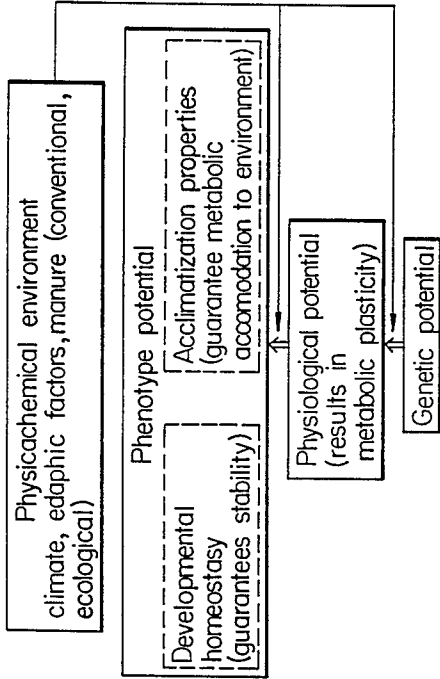 Physicachemical environment
climate, edaphic factors, manure (conventional,
ecological)
Phenotype potential
Developmental
homeostasy
(guarantees stability)
Acclimatization properties
(guarantee metabolic
accomodation to environment)
Physiological potential
(results in
metabolic plasticity)
Genetic potential